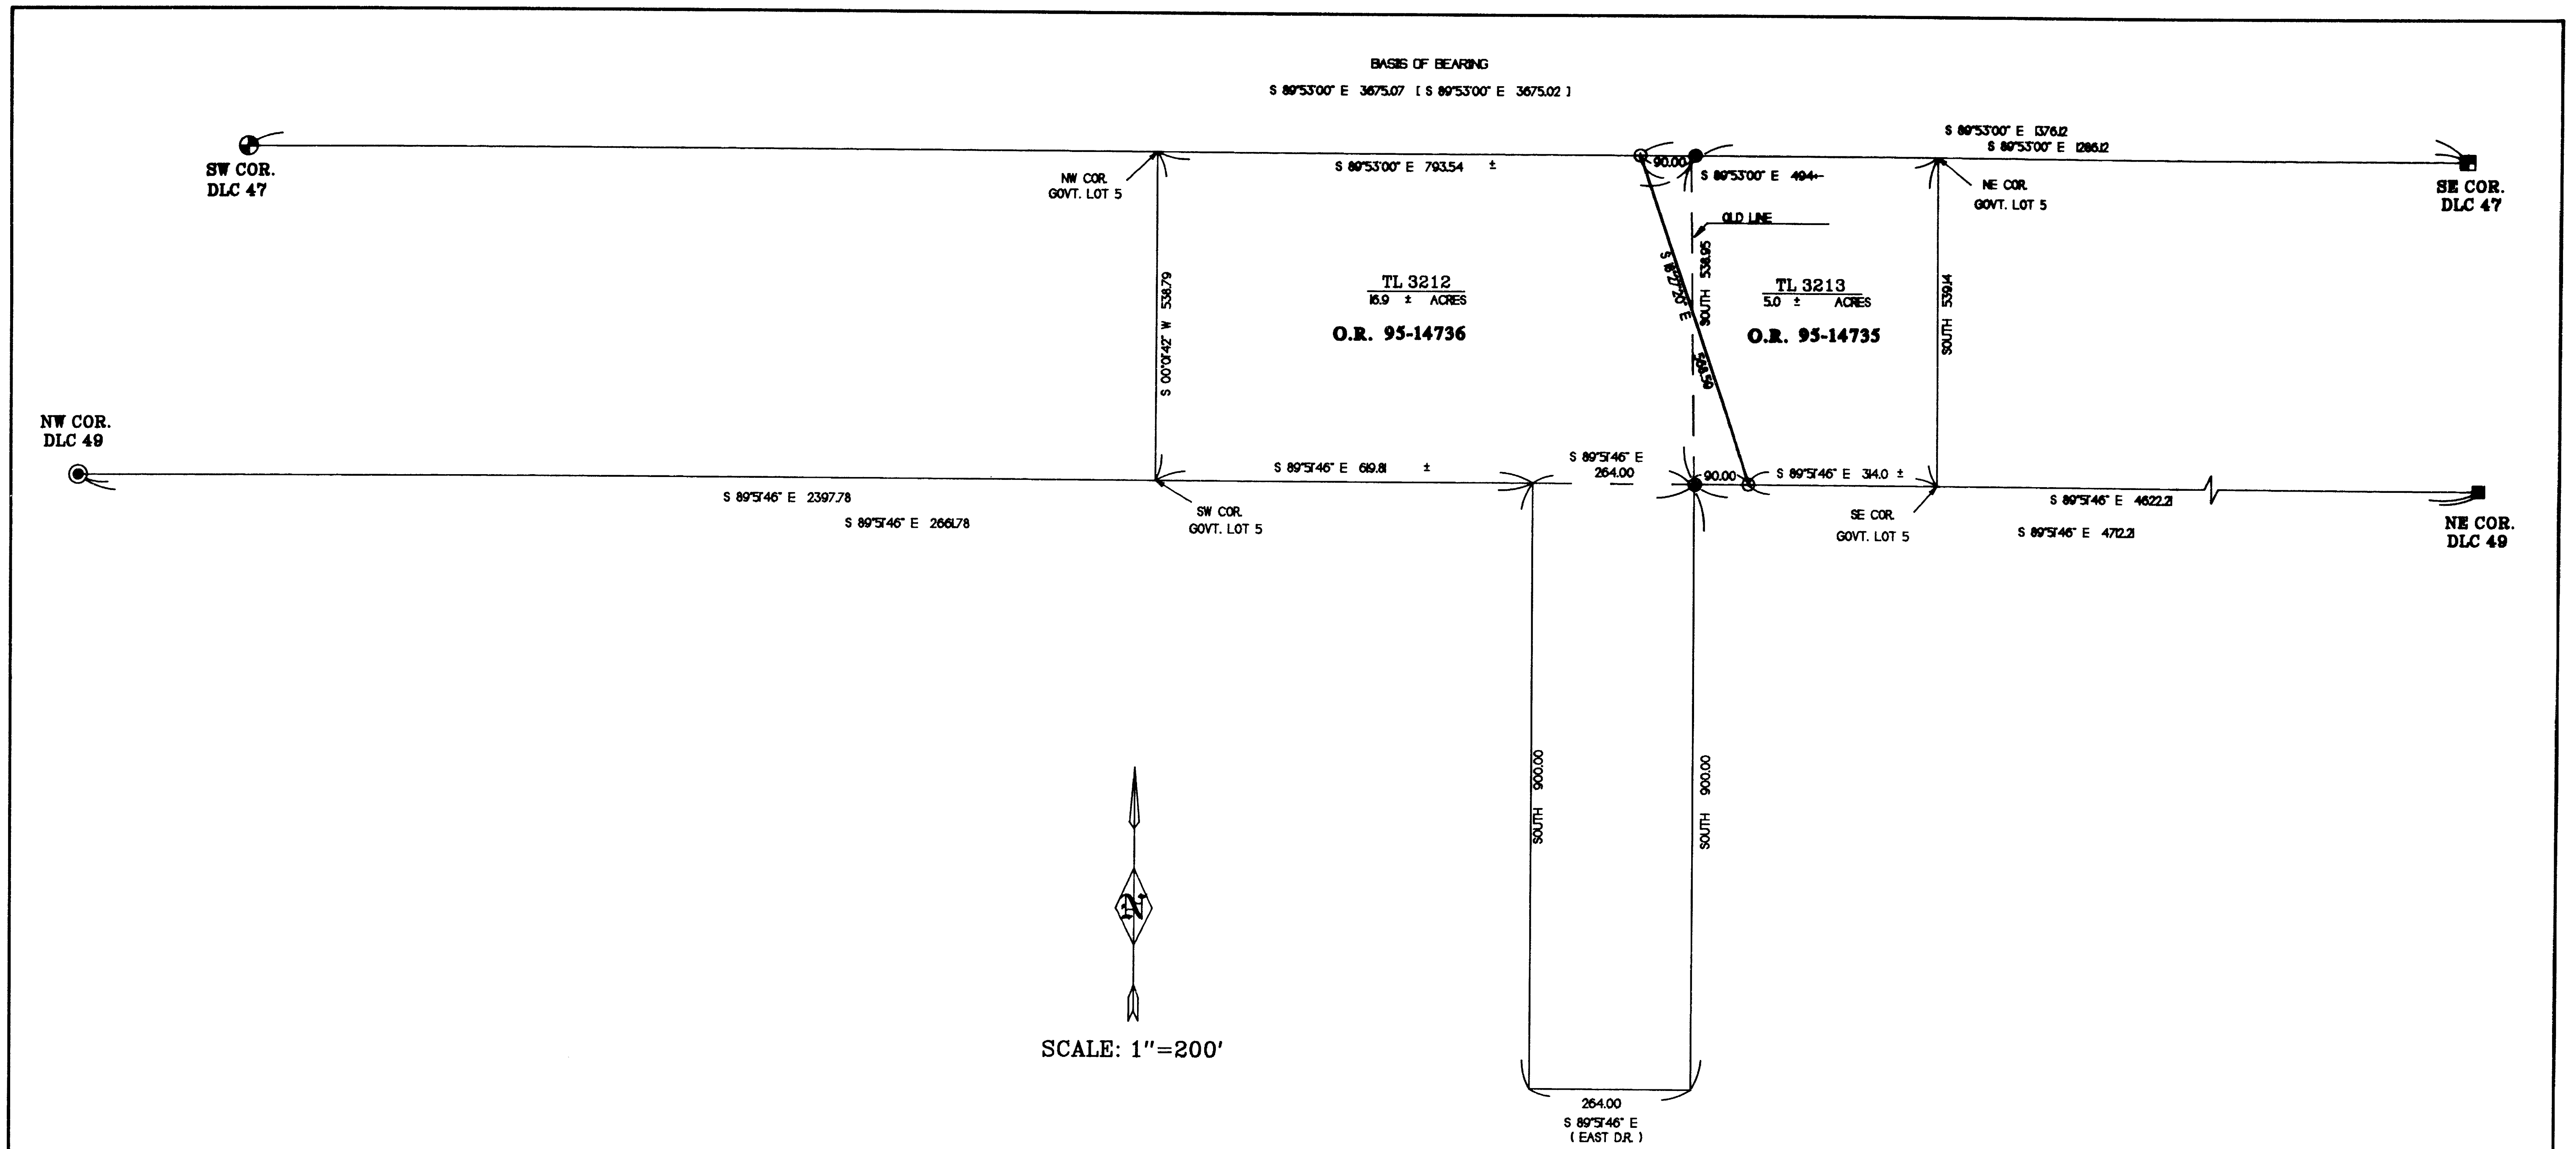 BASIS OF BEARING
S 89°53'00" E 3675.07 [ S 89°53'00" E 3675.02 ]
S 89°53'00" E 1376.12
S 89°53'00" E 1286.12
SW COR.
DLC 47
NW COR.
GOVT. LOT 5
S 89°53'00" E 793.54 ±
90.00
S 89°53'00" E 494+-
NE COR.
GOVT. LOT 5
SE COR.
DLC 47
OLD LINE
S 00°01'42" W 538.79
TL 3212
16.9 ± ACRES
O.R. 95-14736
S 18°27'20" E
568.56
SOUTH 538.95
TL 3213
5.0 ± ACRES
O.R. 95-14735
SOUTH 539.14
NW COR.
DLC 49
S 89°51'46" E 2397.78
S 89°51'46" E 2661.78
S 89°51'46" E 619.81 ±
SW COR.
GOVT. LOT 5
S 89°51'46" E
264.00
90.00
S 89°51'46" E 314.0 ±
SE COR.
GOVT. LOT 5
S 89°51'46" E 4622.21
S 89°51'46" E 4712.21
NE COR.
DLC 49
SOUTH 900.00
SOUTH 900.00
N
SCALE: 1"=200'
264.00
S 89°51'46" E
( EAST D.R. )